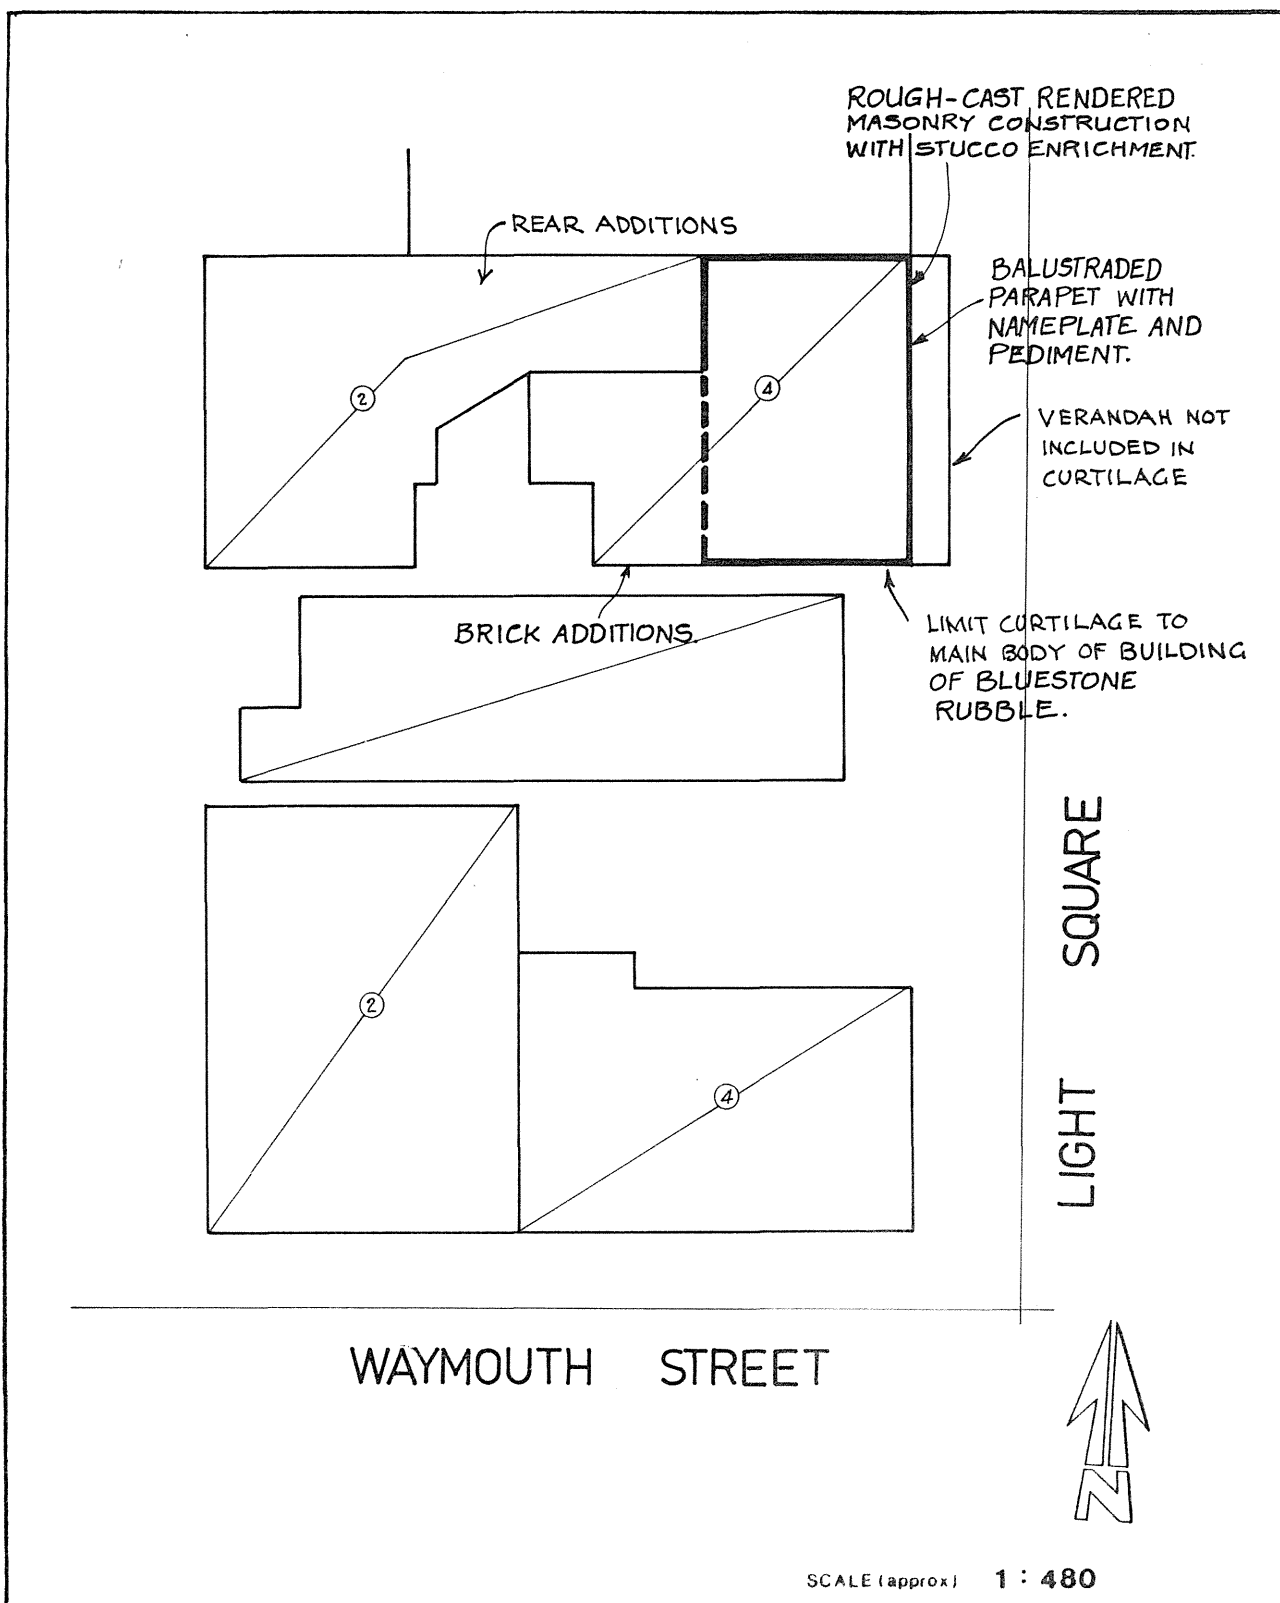 ROUGH-CAST RENDERED
MASONRY CONSTRUCTION
WITH STUCCO ENRICHMENT.
REAR ADDITIONS
BALUSTRADED
PARAPET WITH
NAMEPLATE AND
PEDIMENT.
2
4
VERANDAH NOT
INCLUDED IN
CURTILAGE
BRICK ADDITIONS
LIMIT CURTILAGE TO
MAIN BODY OF BUILDING
OF BLUESTONE
RUBBLE.
LIGHT SQUARE
2
4
WAYMOUTH STREET
N
SCALE (approx) 1 : 480